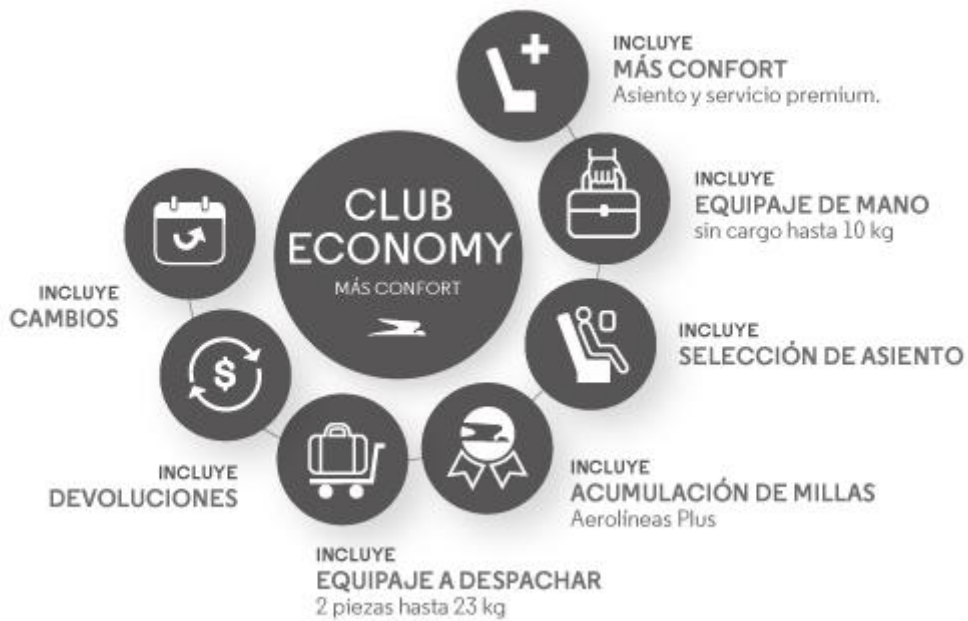 CLUB
ECONOMY
MÁS CONFORT
INCLUYE
MÁS CONFORT
Asiento y servicio premium.
INCLUYE
EQUIPAJE DE MANO
sin cargo hasta 10 kg
INCLUYE
SELECCIÓN DE ASIENTO
INCLUYE
ACUMULACIÓN DE MILLAS
Aerolíneas Plus
INCLUYE
EQUIPAJE A DESPACHAR
2 piezas hasta 23 kg
INCLUYE
DEVOLUCIONES
$
INCLUYE
CAMBIOS